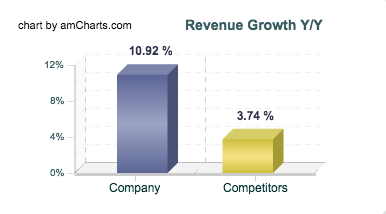 chart by amCharts.com
Revenue Growth Y/Y
10.92 %
12%
3.74 %
8%
4%
0%
Company
Competitors